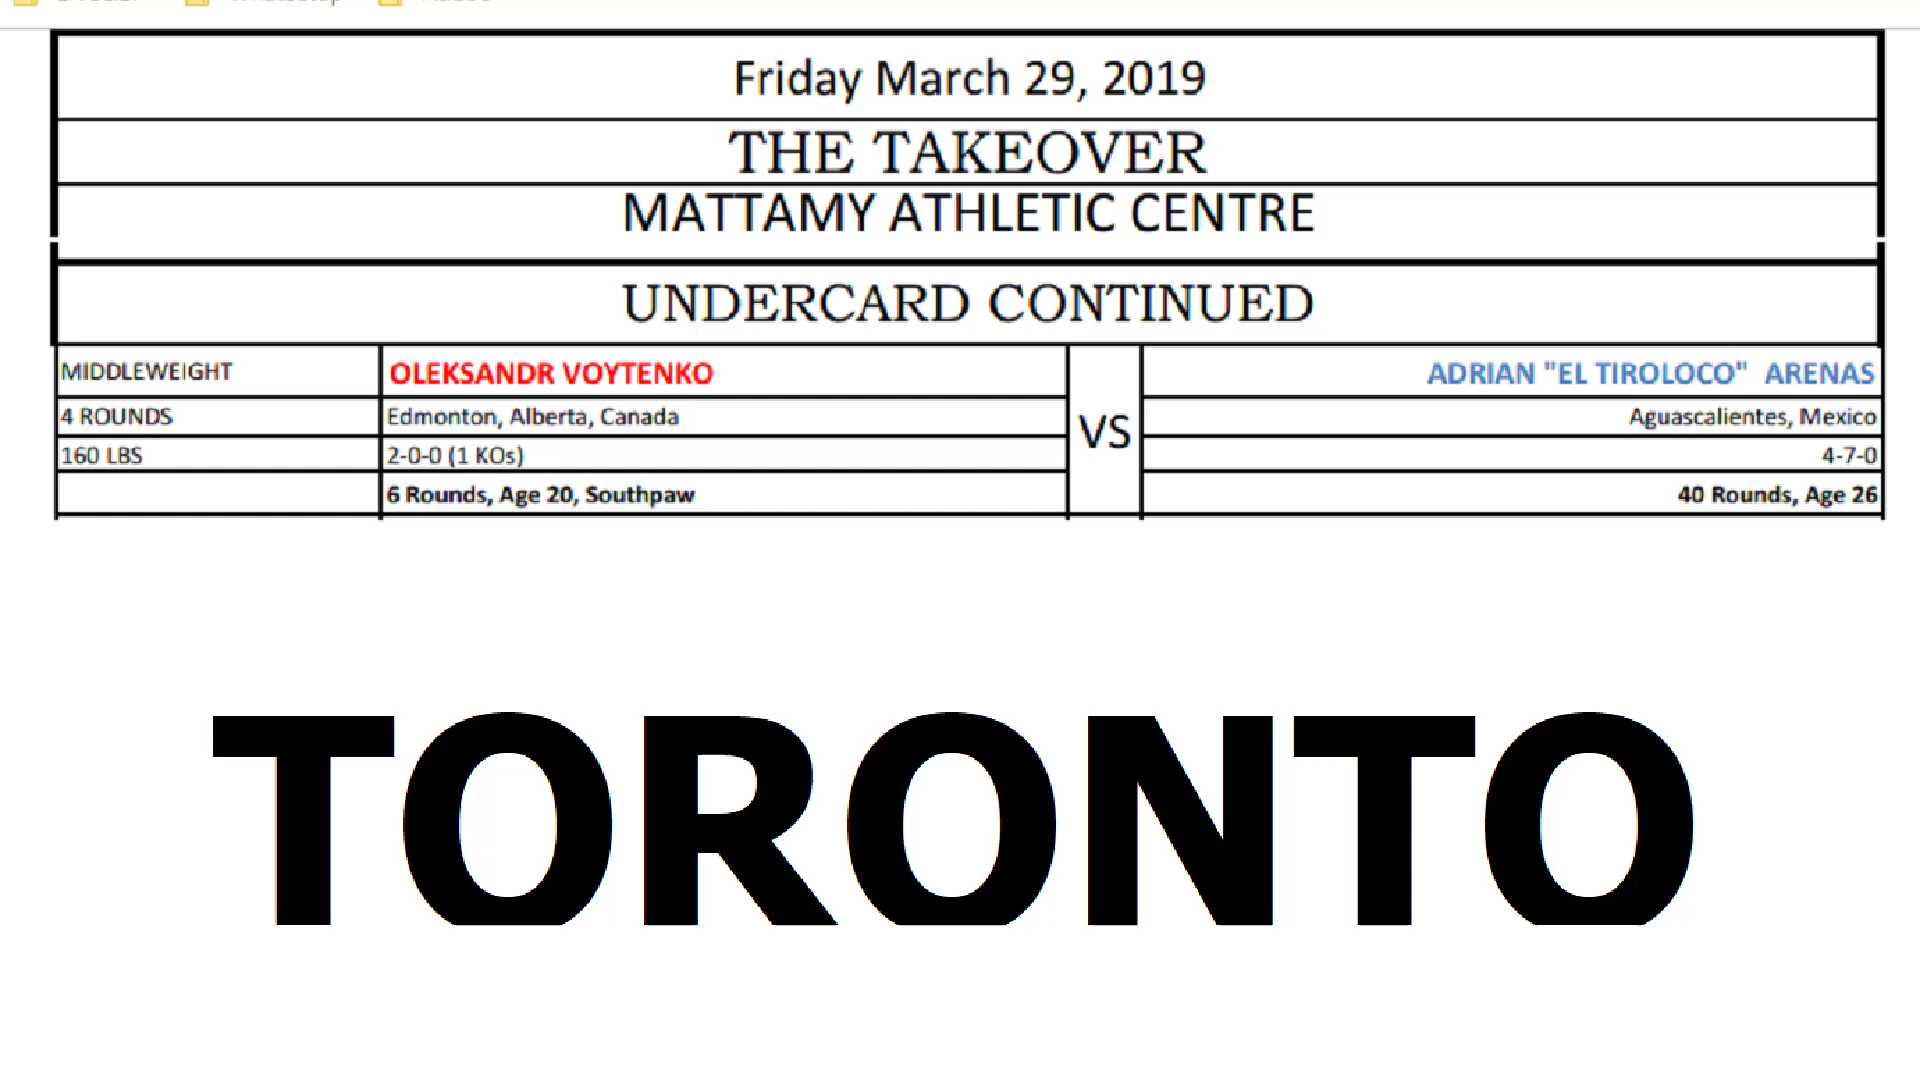 Friday March 29, 2019
THE TAKEOVER
MATTAMY ATHLETIC CENTRE
UNDERCARD CONTINUED
MIDDLEWEIGHT OLEKSANDR VOYTENKO VS ADRIAN "EL TIROLOCO" ARENAS
4 ROUNDS Edmonton, Alberta, Canada Aguascalientes, Mexico
160 LBS 2-0-0 (1 KOs) 4-7-0
6 Rounds, Age 20, Southpaw 40 Rounds, Age 26
TORONTO